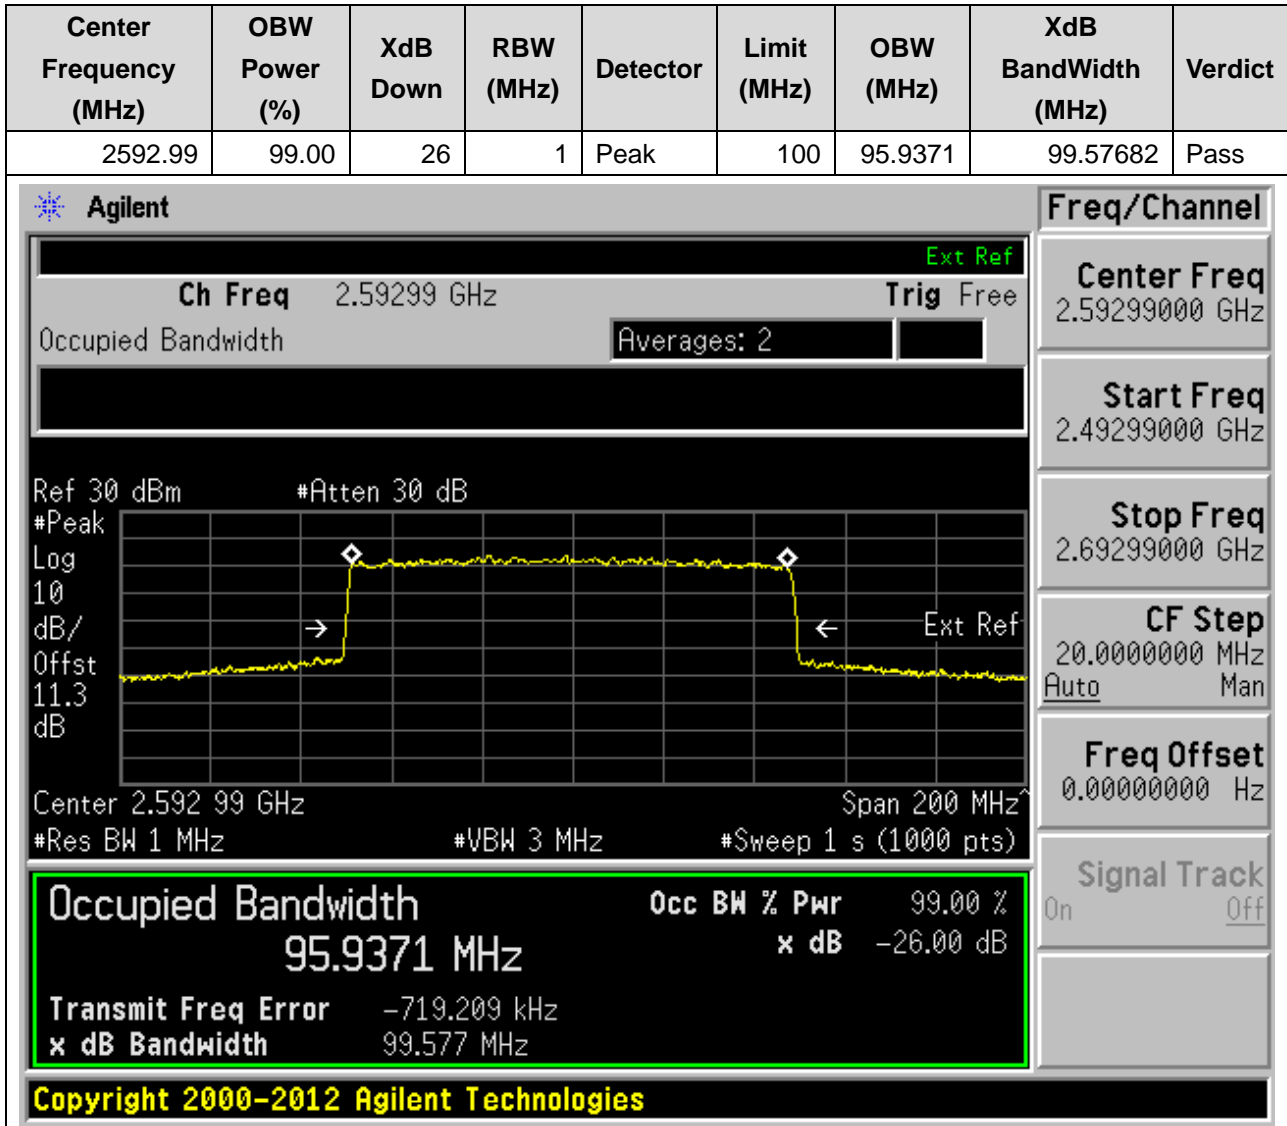 Center Frequency (MHz) OBW Power (%) XdB Down RBW (MHz) Detector Limit (MHz) OBW (MHz) XdB BandWidth (MHz) Verdict
2592.99 99.00 26 1 Peak 100 95.9371 99.57682 Pass
Agilent
Freq/Channel
Ext Ref
Ch Freq 2.59299 GHz Trig Free
Occupied Bandwidth Averages: 2
Center Freq
2.59299000 GHz
Start Freq
2.49299000 GHz
Stop Freq
2.69299000 GHz
CF Step
20.0000000 MHz
Auto Man
Freq Offset
0.00000000 Hz
Signal Track
On Off
Ref 30 dBm #Atten 30 dB
#Peak
Log
10
dB/
Offst
11.3
dB
Ext Ref
Center 2.592 99 GHz Span 200 MHz^
#Res BW 1 MHz #VBW 3 MHz #Sweep 1 s (1000 pts)
Occupied Bandwidth
95.9371 MHz
Occ BW % Pwr 99.00 %
x dB -26.00 dB
Transmit Freq Error -719.209 kHz
x dB Bandwidth 99.577 MHz
Copyright 2000-2012 Agilent Technologies